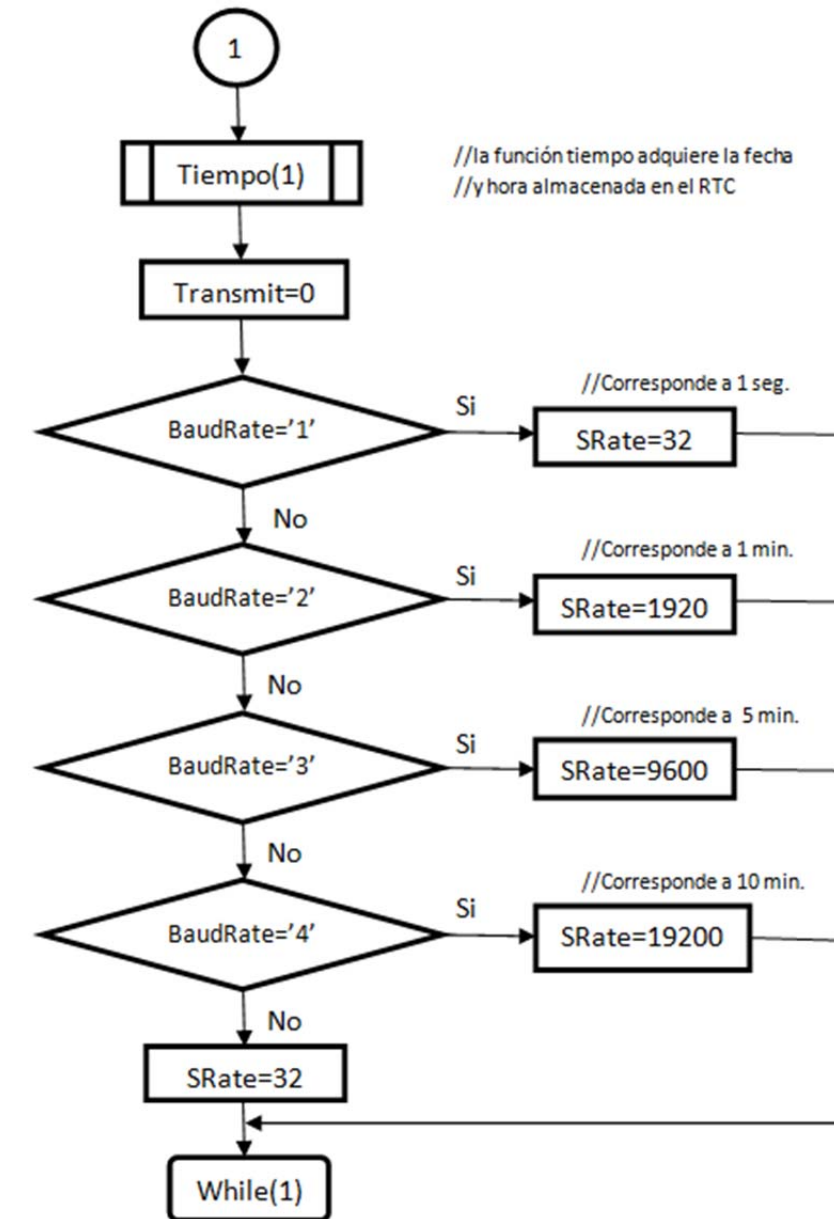 1
Tiempo(1)
//la función tiempo adquiere la fecha
//y hora almacenada en el RTC
Transmit=0
//Corresponde a 1 seg.
BaudRate='1'
Si
SRate=32
No
//Corresponde a 1 min.
BaudRate='2'
Si
SRate=1920
No
//Corresponde a 5 min.
BaudRate='3'
Si
SRate=9600
No
//Corresponde a 10 min.
BaudRate='4'
Si
SRate=19200
No
SRate=32
While(1)